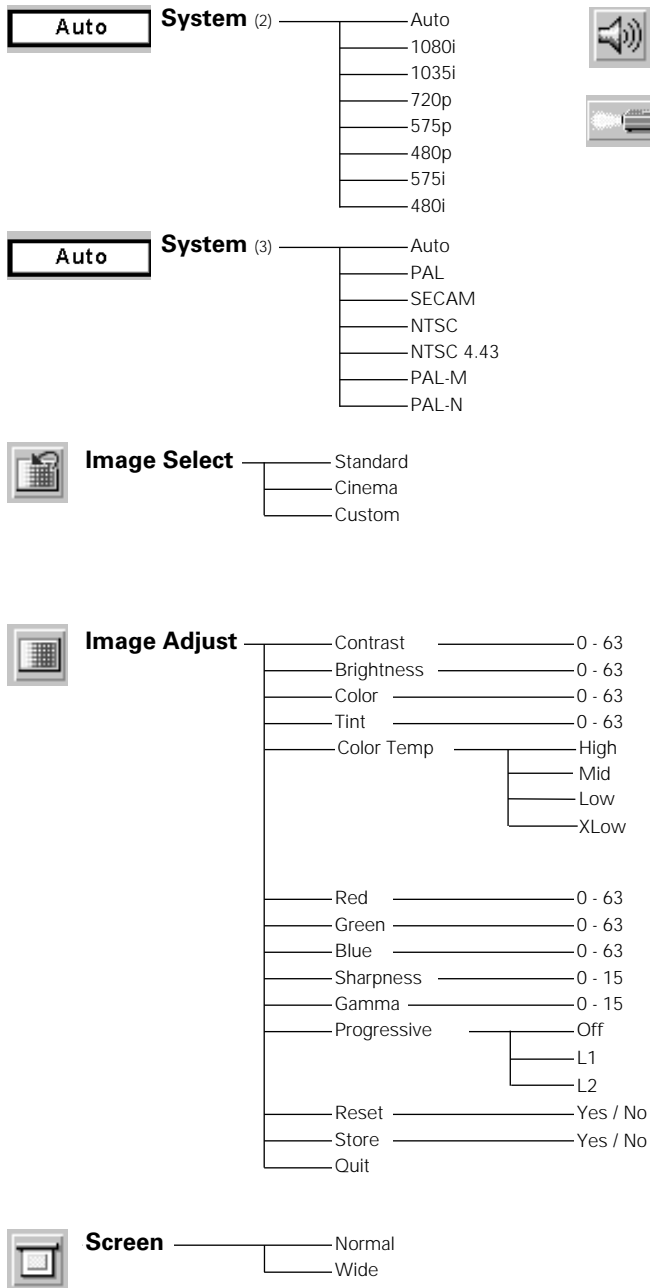 Auto System (2) Auto
1080i
1035i
720p
575p
480p
575i
480i
Auto System (3) Auto
PAL
SECAM
NTSC
NTSC 4.43
PAL-M
PAL-N
Image Select Standard
Cinema
Custom
Image Adjust Contrast 0 - 63
Brightness 0 - 63
Color 0 - 63
Tint 0 - 63
Color Temp High
Mid
Low
XLow
Red 0 - 63
Green 0 - 63
Blue 0 - 63
Sharpness 0 - 15
Gamma 0 - 15
Progressive Off
L1
L2
Reset Yes / No
Store Yes / No
Quit
Screen Normal
Wide